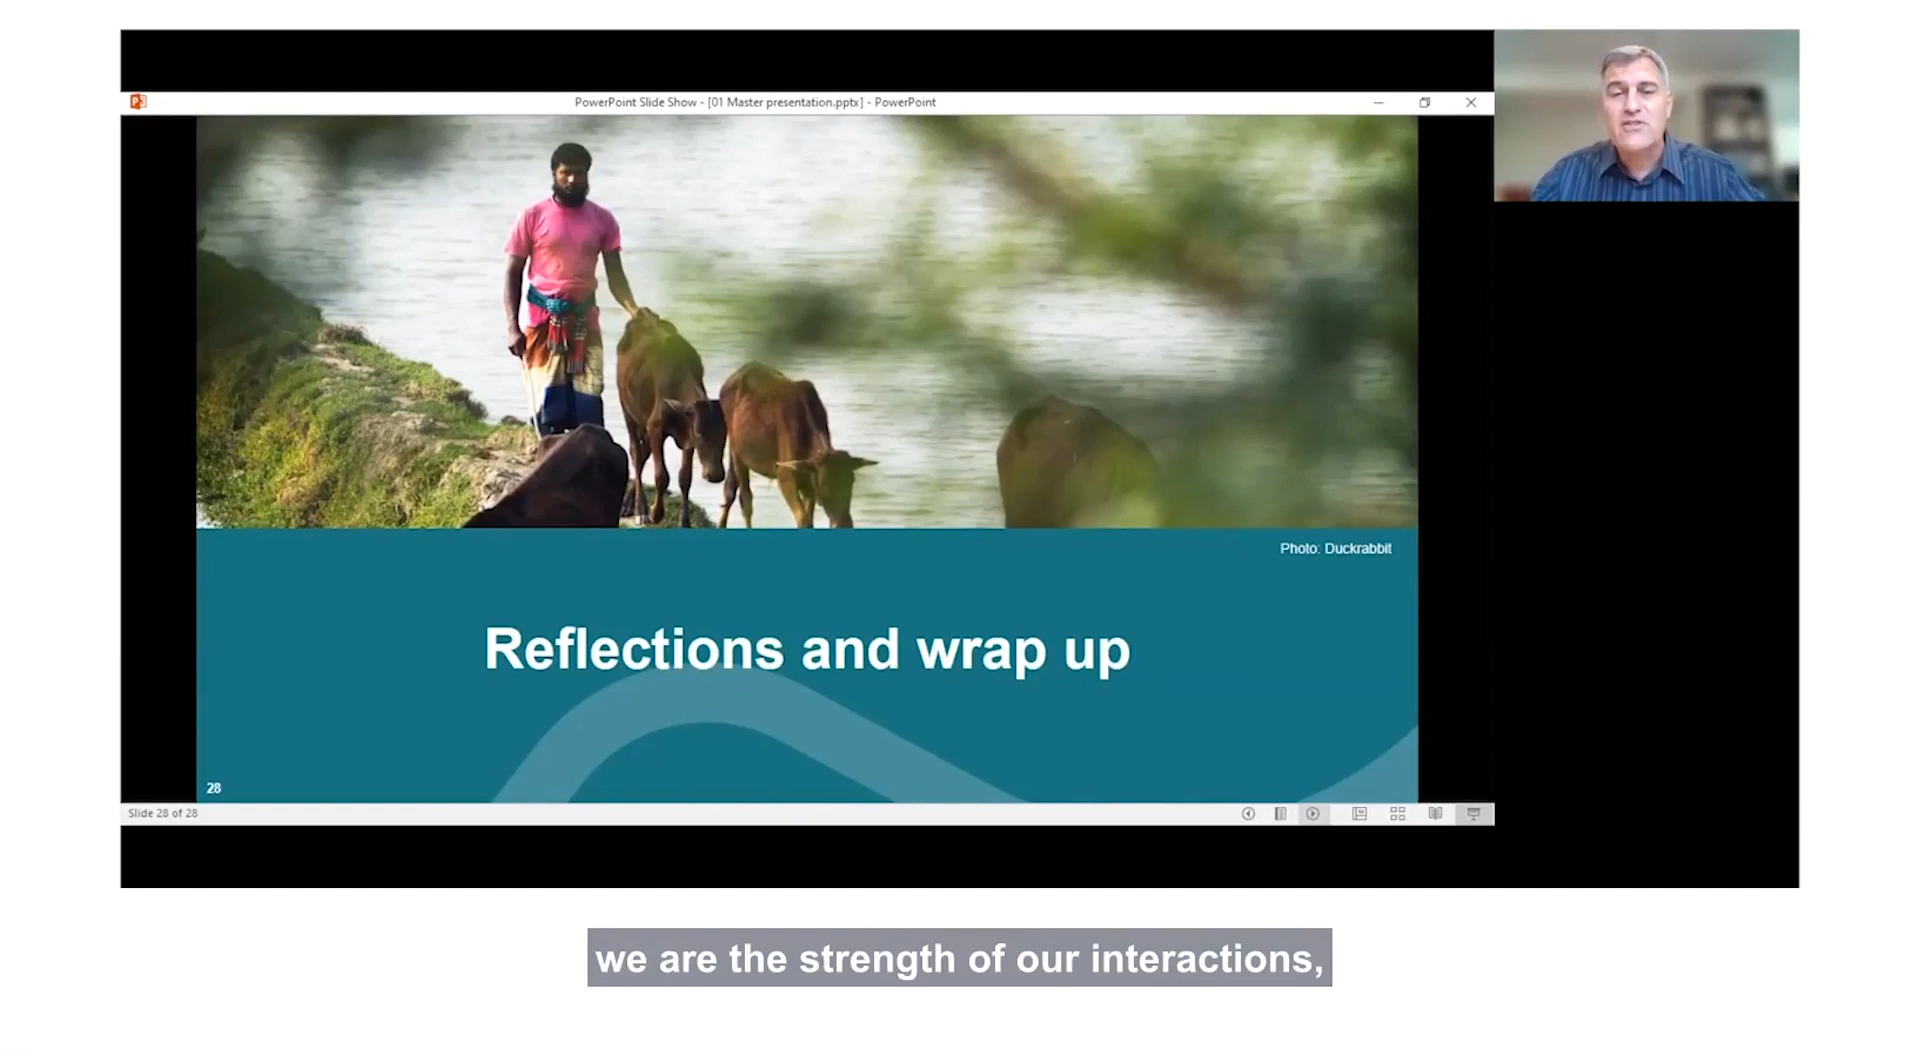 PowerPoint Slide Show - [01 Master presentation.pptx] - PowerPoint
Photo: Duckrabbit
Reflections and wrap up
28
Slide 28 of 28
we are the strength of our interactions,